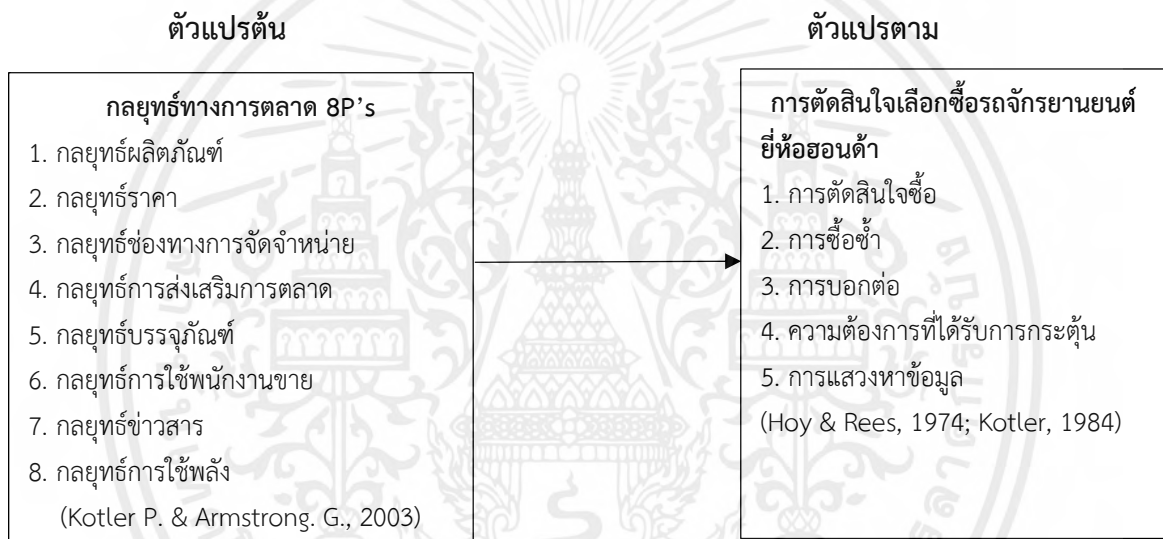 ตัวแปรต้น
ตัวแปรตาม
กลยุทธ์ทางการตลาด 8P's
1. กลยุทธ์ผลิตภัณฑ์
2. กลยุทธ์ราคา
3. กลยุทธ์ช่องทางการจัดจำหน่าย
4. กลยุทธ์การส่งเสริมการตลาด
5. กลยุทธ์บรรจุภัณฑ์
6. กลยุทธ์การใช้พนักงานขาย
7. กลยุทธ์ข่าวสาร
8. กลยุทธ์การใช้พลัง
(Kotler P. & Armstrong. G., 2003)
การตัดสินใจเลือกซื้อรถจักรยานยนต์
ยี่ห้อฮอนด้า
1. การตัดสินใจซื้อ
2. การซื้อซ้ำ
3. การบอกต่อ
4. ความต้องการที่ได้รับการกระตุ้น
5. การแสวงหาข้อมูล
(Hoy & Rees, 1974; Kotler, 1984)